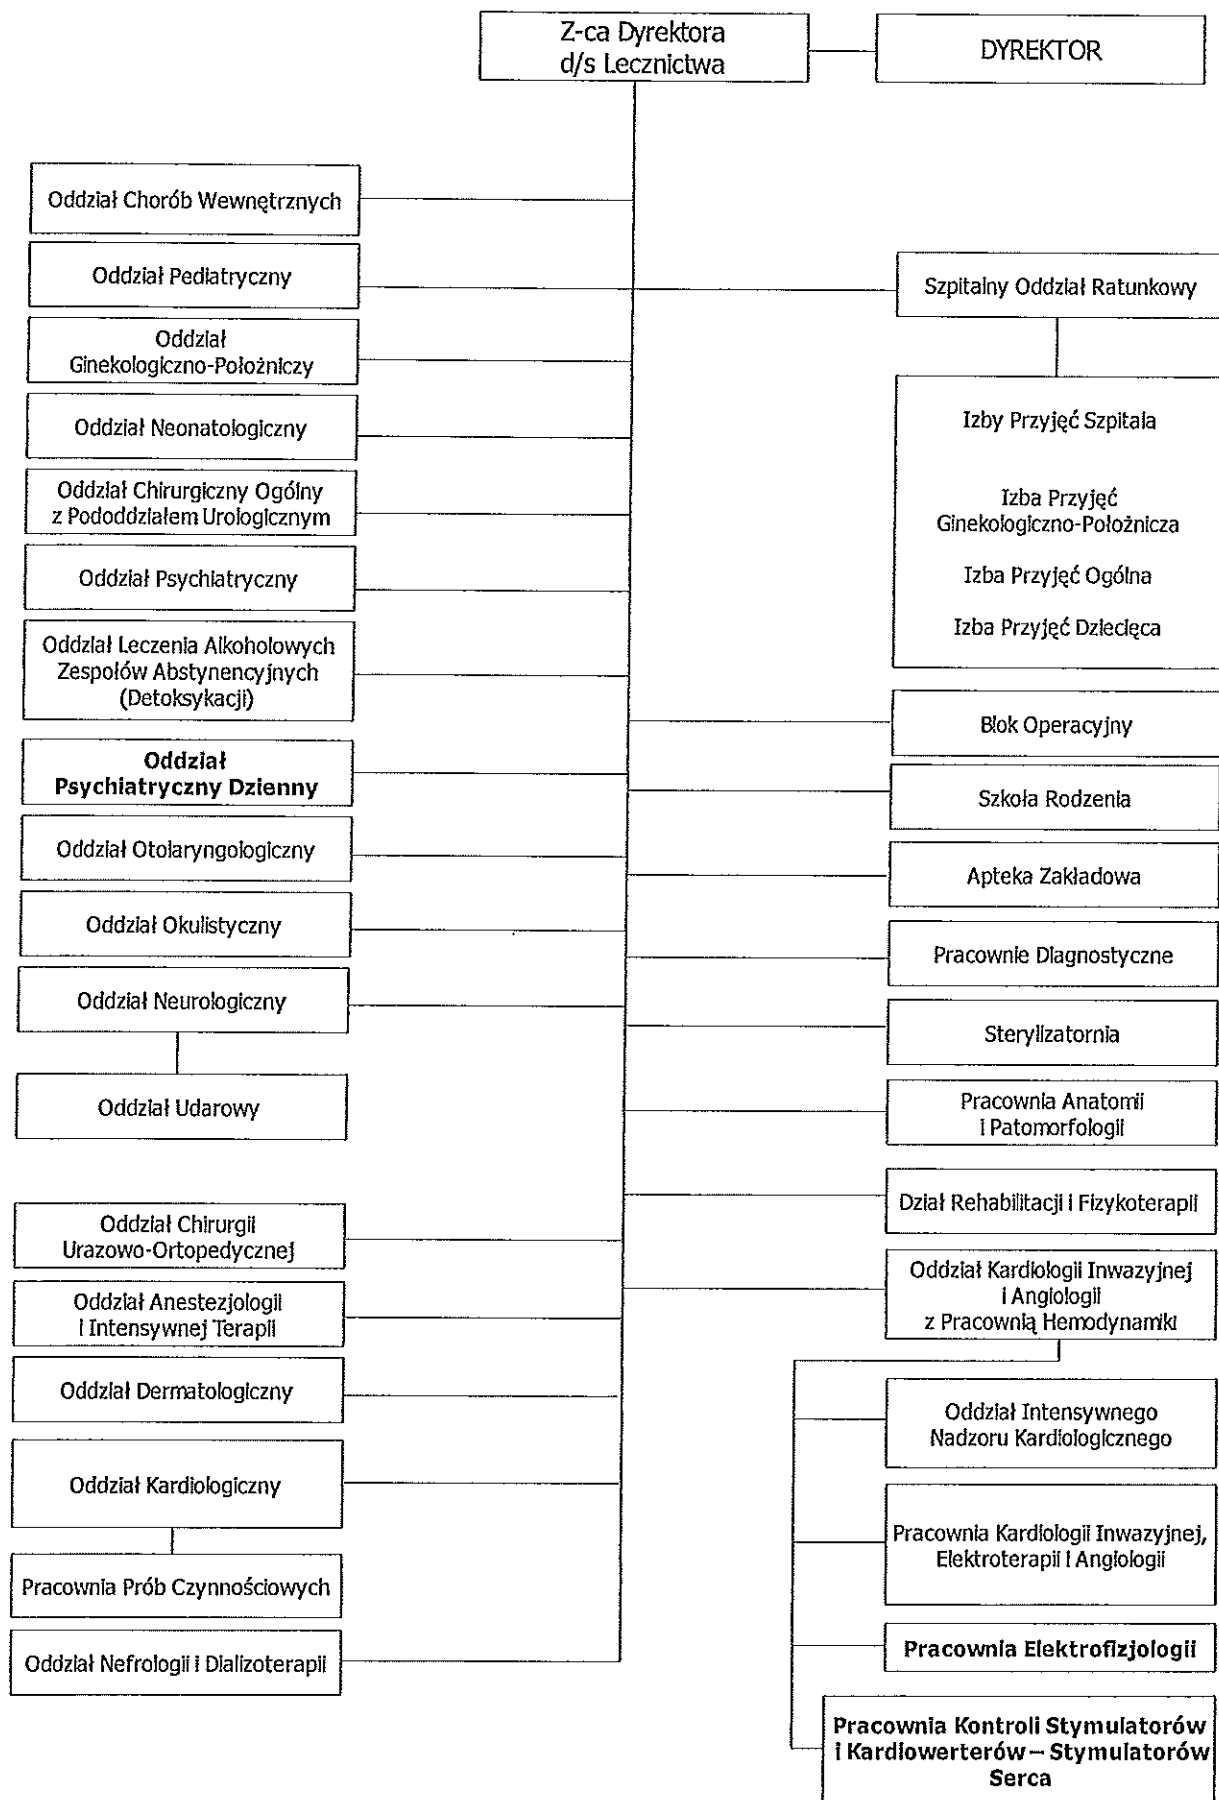 Z-ca Dyrektora
d/s Lecznictwa
DYREKTOR
Oddział Chorób Wewnętrznych
Oddział Pediatryczny
Oddział
Ginekologiczno-Położniczy
Oddział Neonatologiczny
Oddział Chirurgiczny Ogólny
z Pododdziałem Urologicznym
Oddział Psychiatryczny
Oddział Leczenia Alkoholowych
Zespołów Abstynencyjnych
(Detoksykacji)
Oddział
Psychiatryczny Dzienny
Oddział Otolaryngologiczny
Oddział Okulistyczny
Oddział Neurologiczny
Oddział Udarowy
Oddział Chirurgii
Urazowo-Ortopedycznej
Oddział Anestezjologii
i Intensywnej Terapii
Oddział Dermatologiczny
Oddział Kardiologiczny
Pracownia Prób Czynnościowych
Oddział Nefrologii i Dializoterapii
Szpitalny Oddział Ratunkowy
Izby Przyjęć Szpitala
Izba Przyjęć
Ginekologiczno-Położnicza
Izba Przyjęć Ogólna
Izba Przyjęć Dziecięca
Blok Operacyjny
Szkoła Rodzenia
Apteka Zakładowa
Pracownie Diagnostyczne
Sterylizatornia
Pracownia Anatomii
i Patomorfologii
Dział Rehabilitacji i Fizykoterapii
Oddział Kardiologii Inwazyjnej
i Angiologii
z Pracownią Hemodynamiki
Oddział Intensywnego
Nadzoru Kardiologicznego
Pracownia Kardiologii Inwazyjnej,
Elektroterapii i Angiologii
Pracownia Elektrofizjologii
Pracownia Kontroli Stymulatorów
i Kardiowerterów – Stymulatorów
Serca